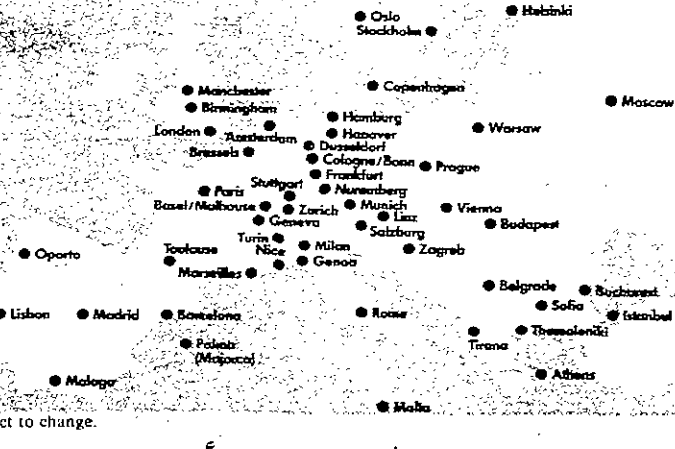 Oslo
Helsinki
Stockholm
Manchester
Copenhagen
Birmingham
Moscow
Hamburg
London
Amsterdam
Hanover
Warsaw
Brussels
Dusseldorf
Cologne/Bonn
Prague
Frankfurt
Stuttgart
Paris
Nuremberg
Basel/Mulhouse
Zurich
Munich
Linz
Vienna
Geneva
Salzburg
Budapest
Turin
Milan
Zagreb
Oporto
Toulouse
Nice
Genoa
Marseilles
Belgrade
Bucharest
Sofia
Lisbon
Madrid
Barcelona
Rome
Istanbul
Tirana
Thessaloniki
Palma
(Majorca)
Malaga
Athens
Malta
ct to change.